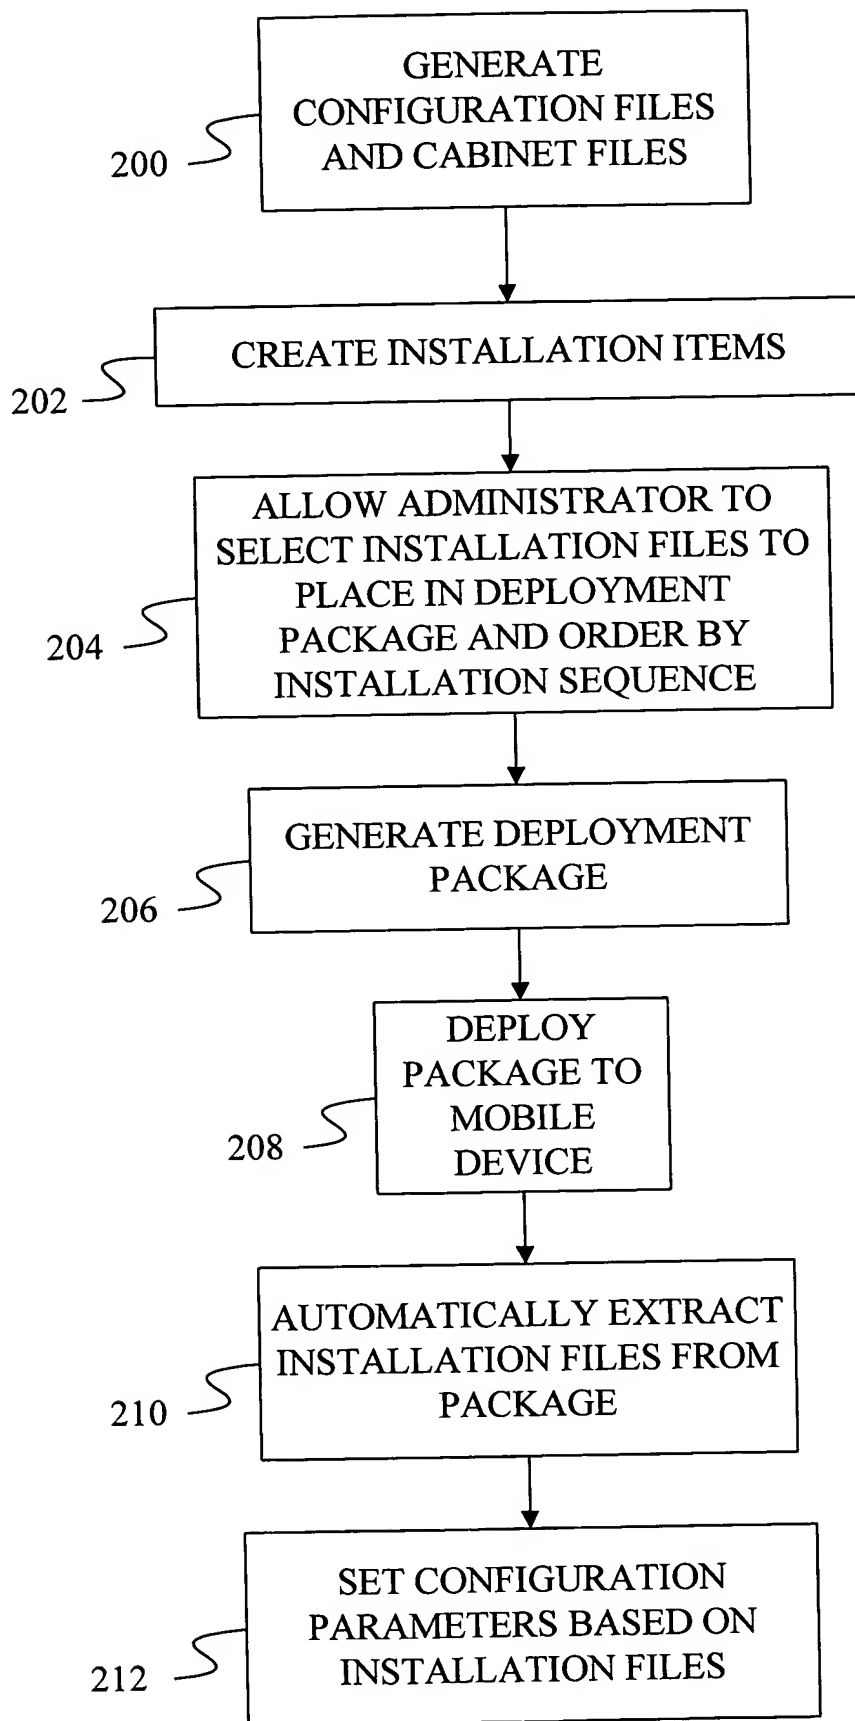 GENERATE
CONFIGURATION FILES
AND CABINET FILES
200
CREATE INSTALLATION ITEMS
202
ALLOW ADMINISTRATOR TO
SELECT INSTALLATION FILES TO
PLACE IN DEPLOYMENT
PACKAGE AND ORDER BY
INSTALLATION SEQUENCE
204
GENERATE DEPLOYMENT
PACKAGE
206
DEPLOY
PACKAGE TO
MOBILE
DEVICE
208
AUTOMATICALLY EXTRACT
INSTALLATION FILES FROM
PACKAGE
210
SET CONFIGURATION
PARAMETERS BASED ON
INSTALLATION FILES
212